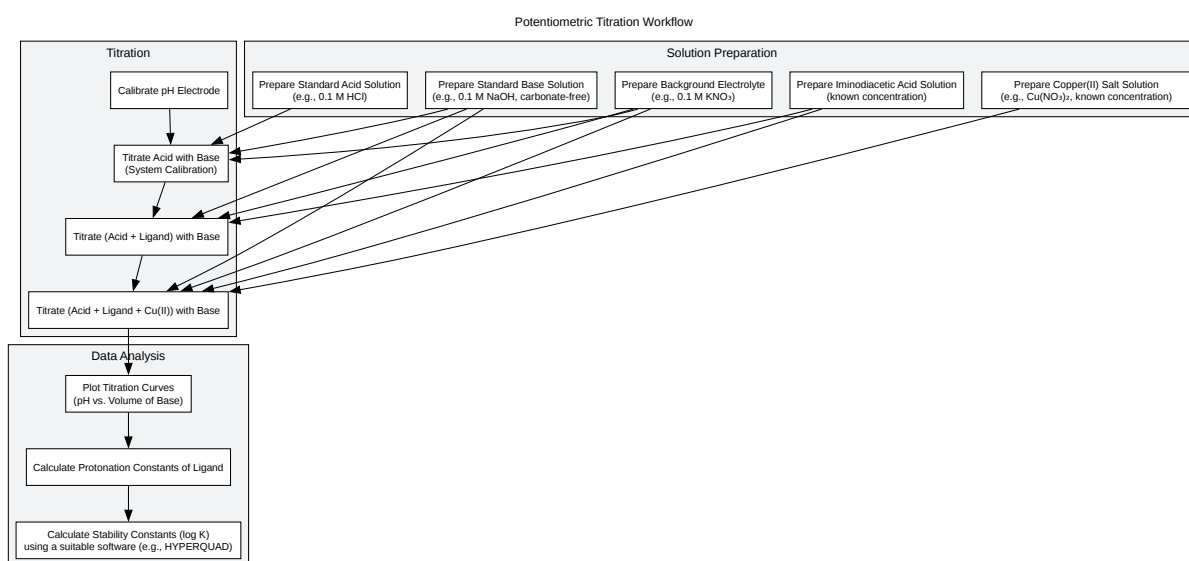 Potentiometric Titration Workflow
Titration
Solution Preparation
Calibrate pH Electrode
Prepare Standard Acid Solution
(e.g., 0.1 M HCl)
Prepare Standard Base Solution
(e.g., 0.1 M NaOH, carbonate-free)
Prepare Background Electrolyte
(e.g., 0.1 M KNO₃)
Prepare Iminodiacetic Acid Solution
(known concentration)
Prepare Copper(II) Salt Solution
(e.g., Cu(NO₃)₂, known concentration)
Titrate Acid with Base
(System Calibration)
Titrate (Acid + Ligand) with Base
Titrate (Acid + Ligand + Cu(II)) with Base
Data Analysis
Plot Titration Curves
(pH vs. Volume of Base)
Calculate Protonation Constants of Ligand
Calculate Stability Constants (log K)
using a suitable software (e.g., HYPERQUAD)